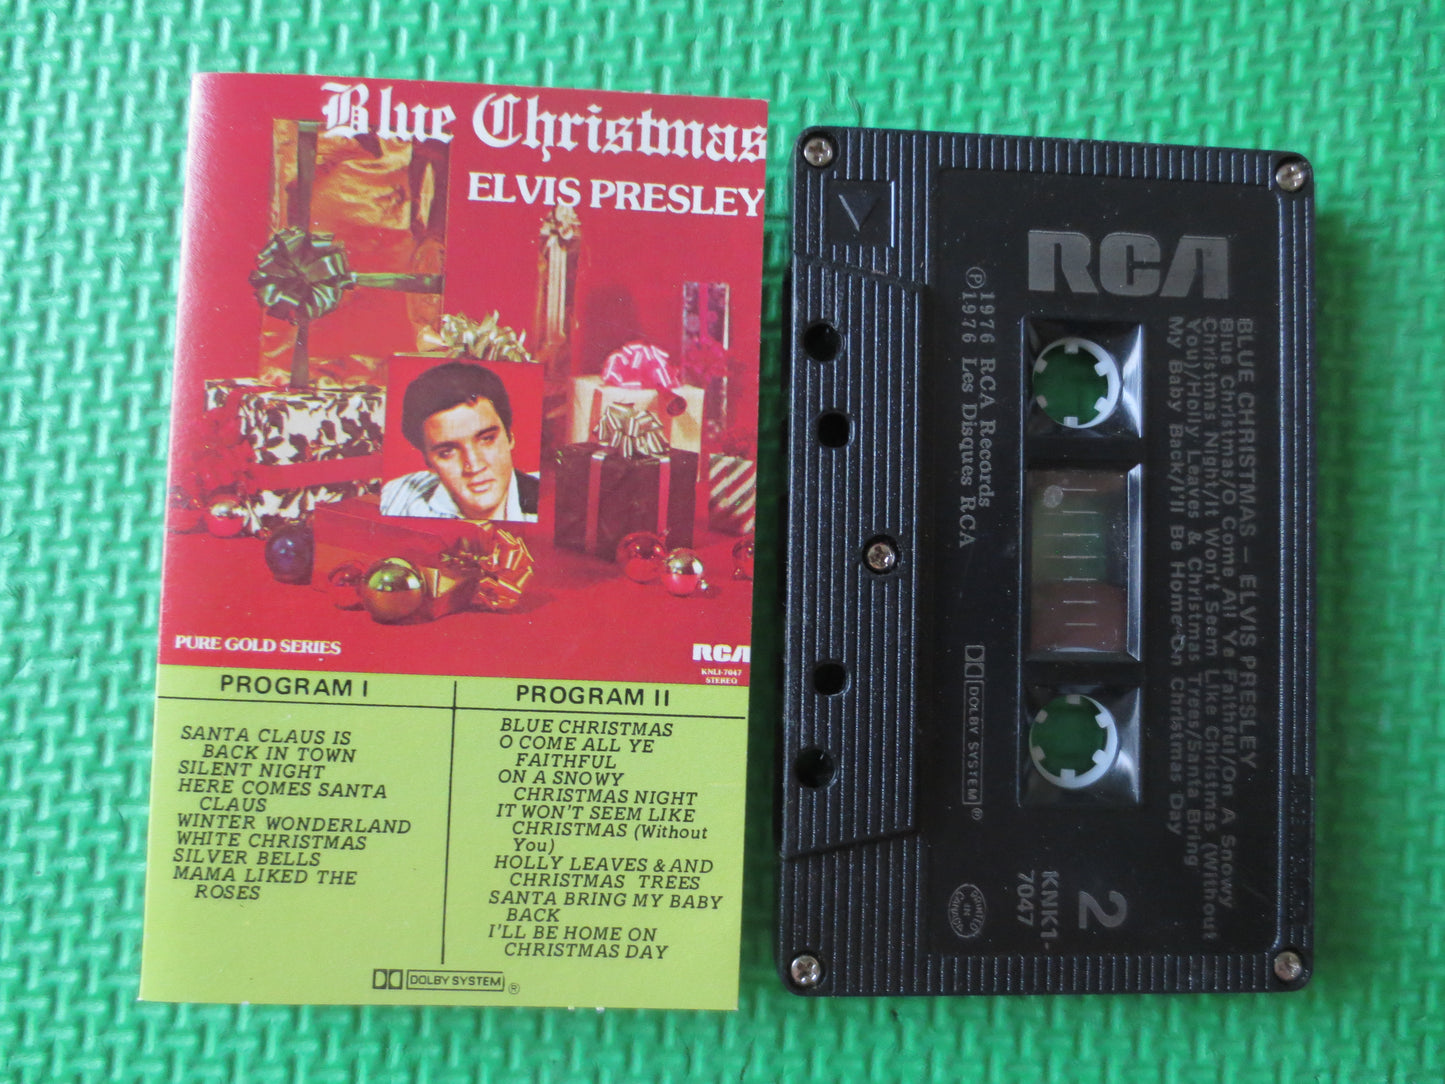 Blue Christmas
ELVIS PRESLEY
PURE GOLD SERIES
RCA
KNL1-7047
STEREO
PROGRAM I
SANTA CLAUS IS
BACK IN TOWN
SILENT NIGHT
HERE COMES SANTA
CLAUS
WINTER WONDERLAND
WHITE CHRISTMAS
SILVER BELLS
MAMA LIKED THE
ROSES
PROGRAM II
BLUE CHRISTMAS
O COME ALL YE
FAITHFUL
ON A SNOWY
CHRISTMAS NIGHT
IT WON'T SEEM LIKE
CHRISTMAS (Without
You)
HOLLY LEAVES & AND
CHRISTMAS TREES
SANTA BRING MY BABY
BACK
I'LL BE HOME ON
CHRISTMAS DAY
DOLBY SYSTEM ®
RCA
BLUE CHRISTMAS - ELVIS PRESLEY
Blue Christmas/O Come All Ye Faithful/On A Snowy
Christmas Night/It Won't Seem Like Christmas (Without
You)/Holly Leaves & Christmas Trees/Santa Bring
My Baby Back/I'll Be Home On Christmas Day
℗ 1976 RCA Records
℗ 1976 Les Disques RCA
DOLBY SYSTEM ®
2
KNK1-
7047